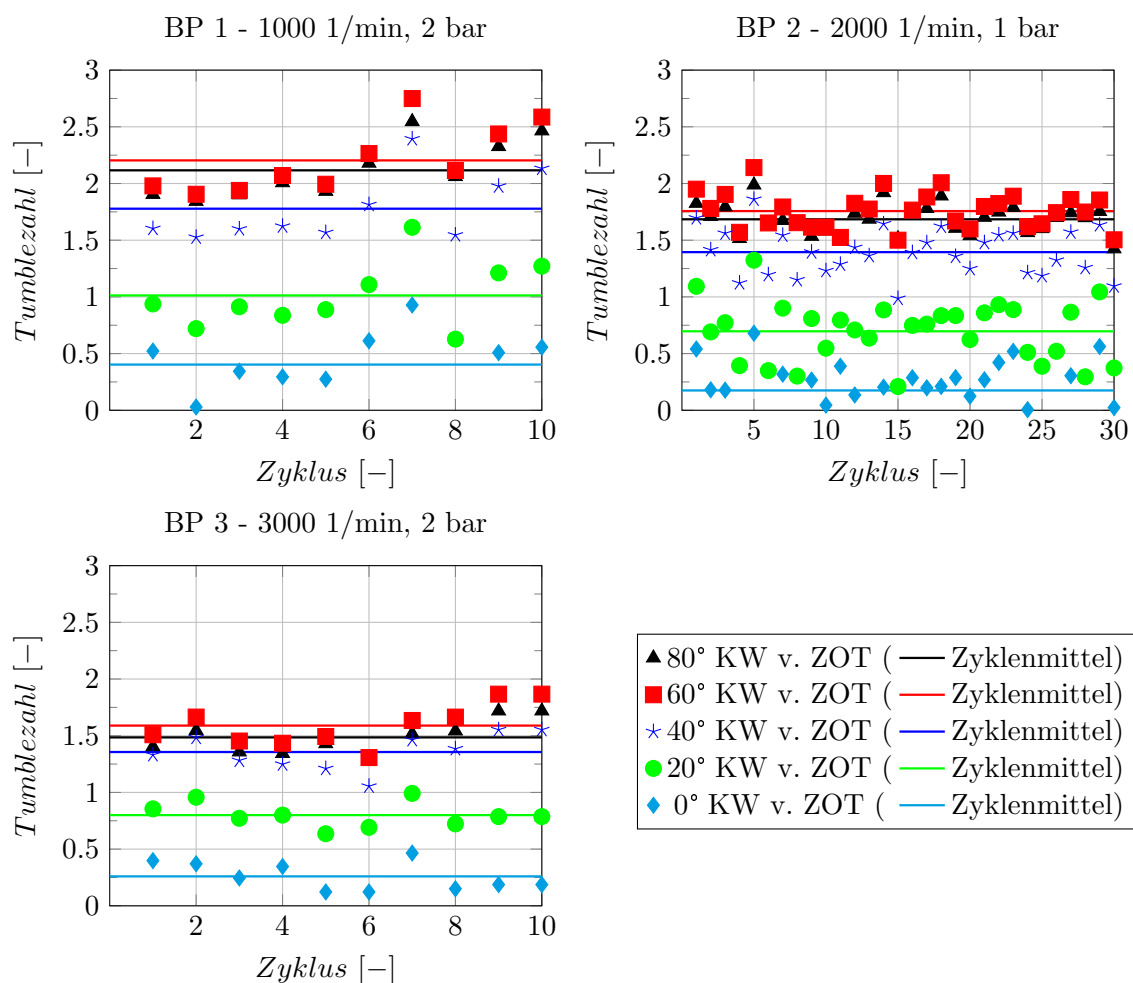 BP 1 - 1000 1/min, 2 bar
3
2.5
2
1.5
1
0.5
0
Tumblezahl [−]
2 4 6 8 10
Zyklus [−]
BP 2 - 2000 1/min, 1 bar
3
2.5
2
1.5
1
0.5
0
Tumblezahl [−]
5 10 15 20 25 30
Zyklus [−]
BP 3 - 3000 1/min, 2 bar
3
2.5
2
1.5
1
0.5
0
Tumblezahl [−]
2 4 6 8 10
Zyklus [−]
80° KW v. ZOT ( Zyklenmittel)
60° KW v. ZOT ( Zyklenmittel)
40° KW v. ZOT ( Zyklenmittel)
20° KW v. ZOT ( Zyklenmittel)
0° KW v. ZOT ( Zyklenmittel)